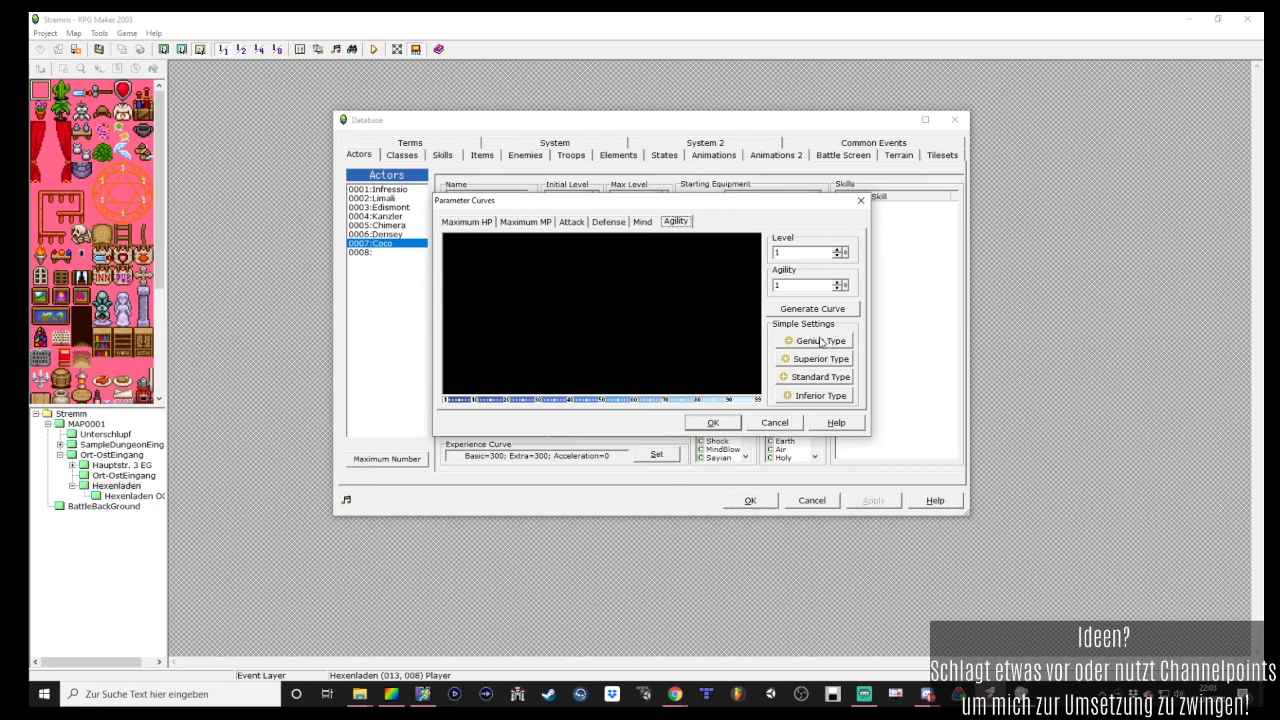 Stremm - RPG Maker 2003
Project Map Tools Game Help
Database
Terms System System 2 Common Events
Actors Classes Skills Items Enemies Troops Elements States Animations Animations 2 Battle Screen Terrain Tilesets
Actors
0001:Infressio
0002:Limali
0003:Edismont
0004:Kanzler
0005:Chimera
0006:Densey
0007:Coco
0008:
Maximum Number
Name Initial Level Max Level Starting Equipment Skills
Skill
Parameter Curves
Maximum HP Maximum MP Attack Defense Mind Agility
Level
1
Agility
1
Generate Curve
Simple Settings
Genius Type
Superior Type
Standard Type
Inferior Type
OK Cancel Help
Experience Curve
Basic=300; Extra=300; Acceleration=0
Set
Shock
MindBlow
Sayian
Earth
Air
Holy
OK Cancel Apply Help
Stremm
MAP0001
Unterschlupf
SampleDungeonEing
Ort-OstEingang
Hauptstr. 3 EG
Ort-OstEingang
Hexenladen
Hexenladen OG
BattleBackGround
Event Layer
Hexenladen (013, 008) Player
Zur Suche Text hier eingeben
22:03
Ideen?
Schlagt etwas vor oder nutzt Channelpoints
um mich zur Umsetzung zu zwingen!